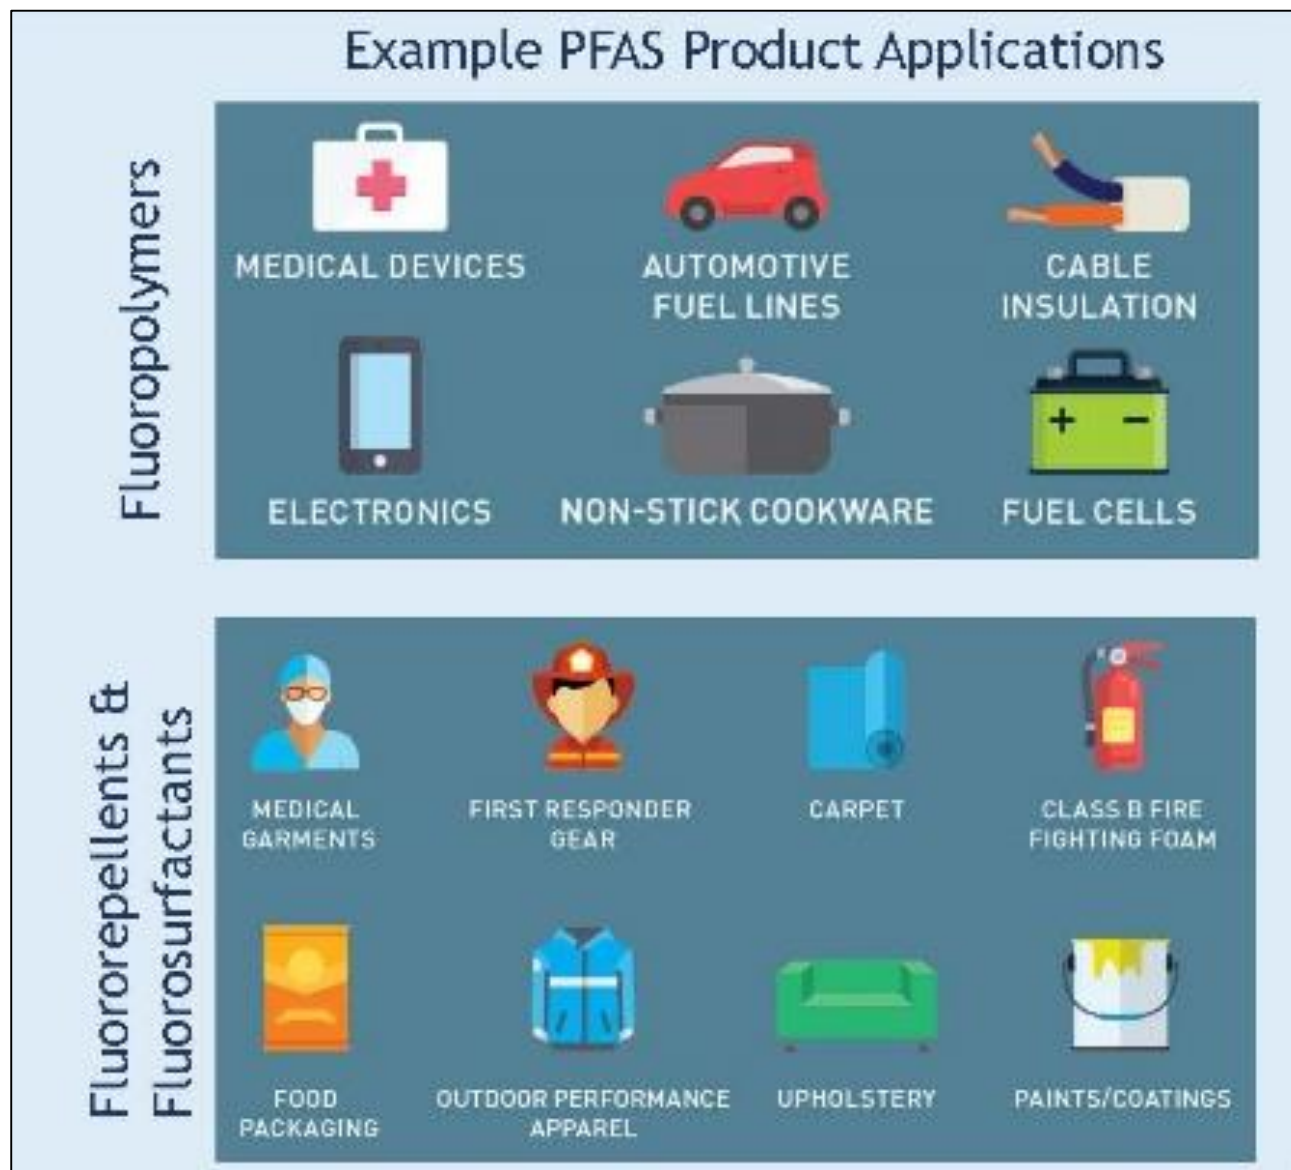 Example PFAS Product Applications
Fluoropolymers
MEDICAL DEVICES
AUTOMOTIVE
FUEL LINES
CABLE
INSULATION
ELECTRONICS
NON-STICK COOKWARE
FUEL CELLS
+ −
Fluororepellents &
Fluorosurfactants
MEDICAL
GARMENTS
FIRST RESPONDER
GEAR
CARPET
CLASS B FIRE
FIGHTING FOAM
FOOD
PACKAGING
OUTDOOR PERFORMANCE
APPAREL
UPHOLSTERY
PAINTS/COATINGS